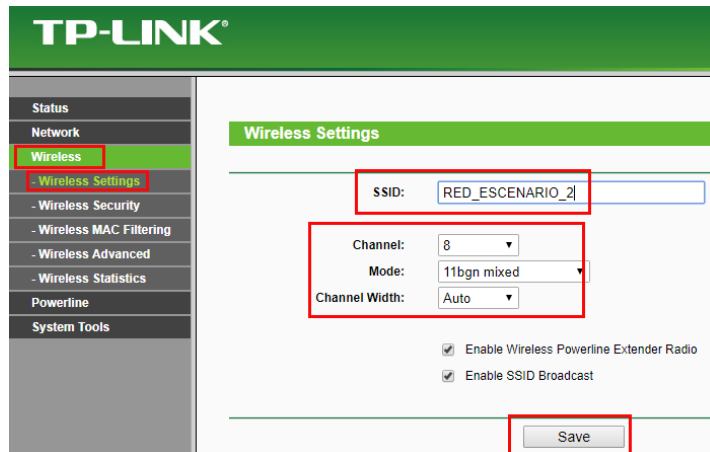 TP-LINK®
Status
Network
Wireless
- Wireless Settings
- Wireless Security
- Wireless MAC Filtering
- Wireless Advanced
- Wireless Statistics
Powerline
System Tools
Wireless Settings
SSID: RED_ESCENARIO_2
Channel: 8
Mode: 11bgn mixed
Channel Width: Auto
Enable Wireless Powerline Extender Radio
Enable SSID Broadcast
Save